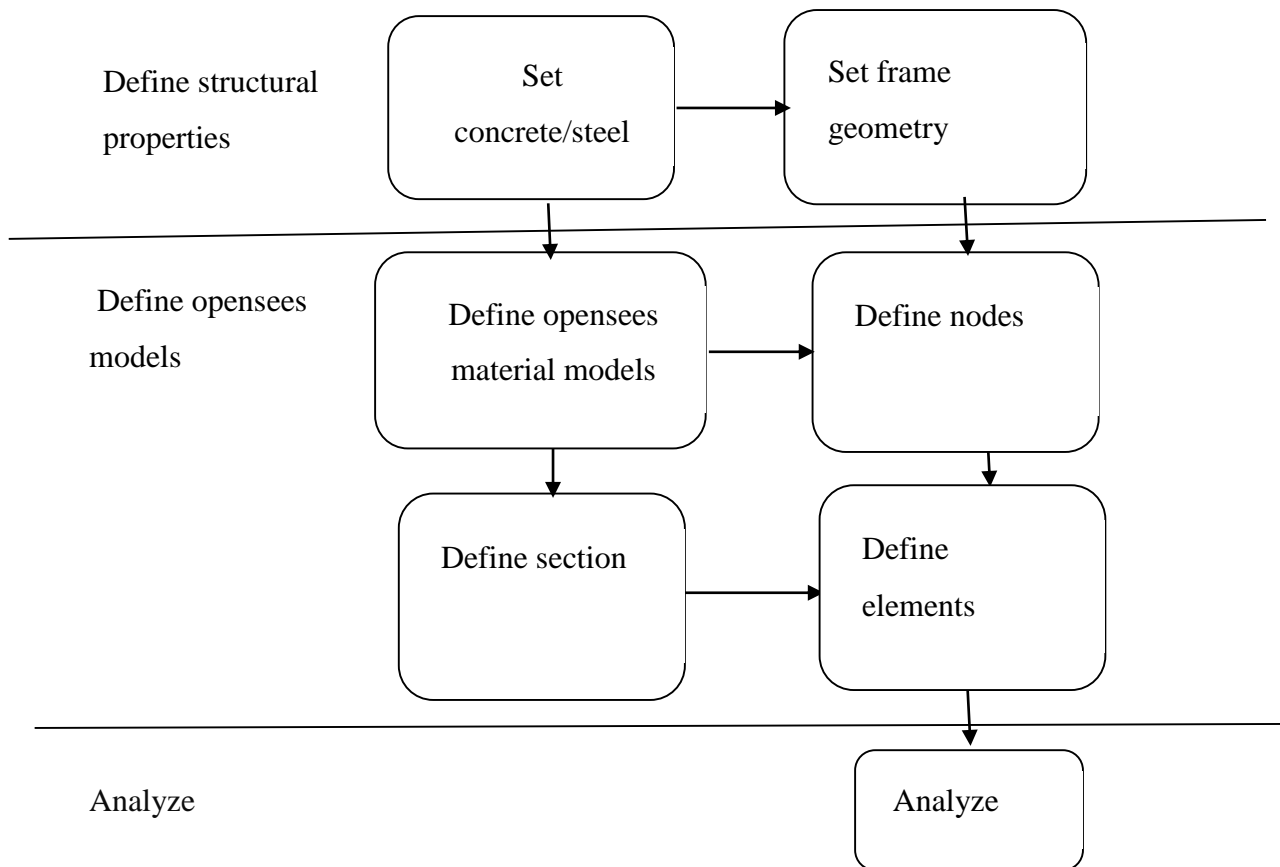 Define structural
properties
Set
concrete/steel
Set frame
geometry
Define opensees
models
Define opensees
material models
Define nodes
Define section
Define
elements
Analyze
Analyze